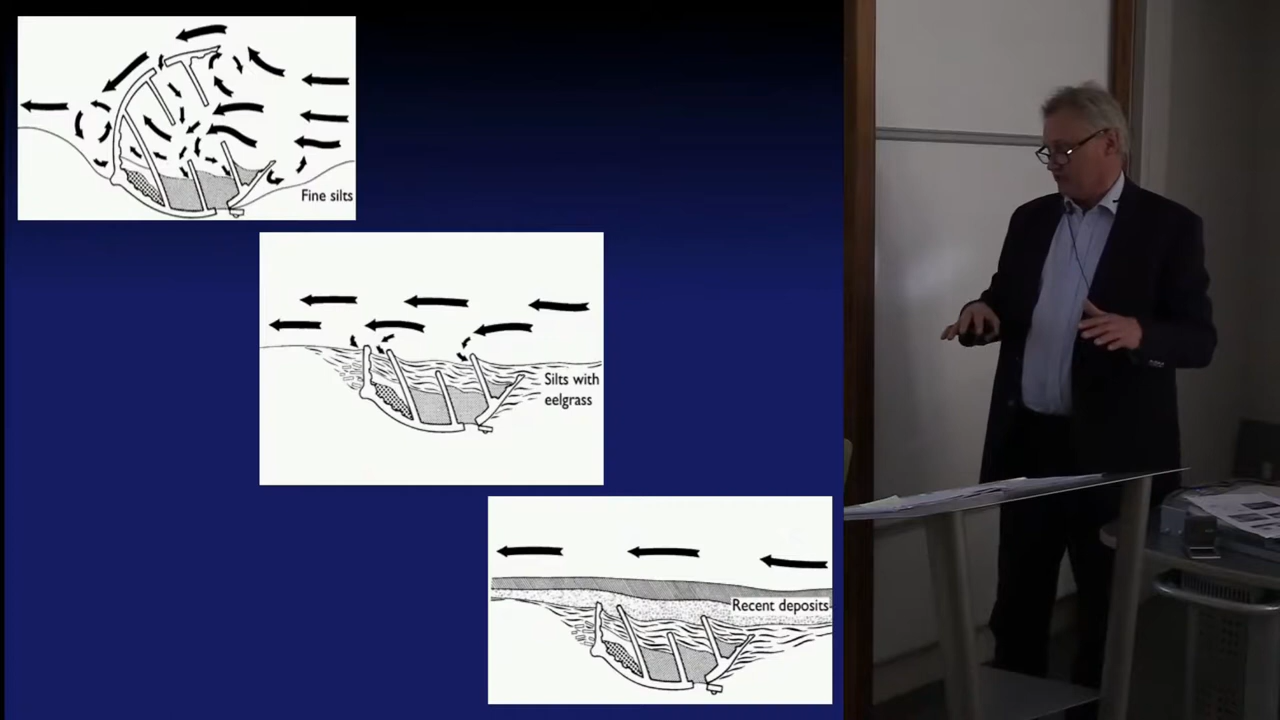 Fine silts
Silts with
eelgrass
Recent deposits